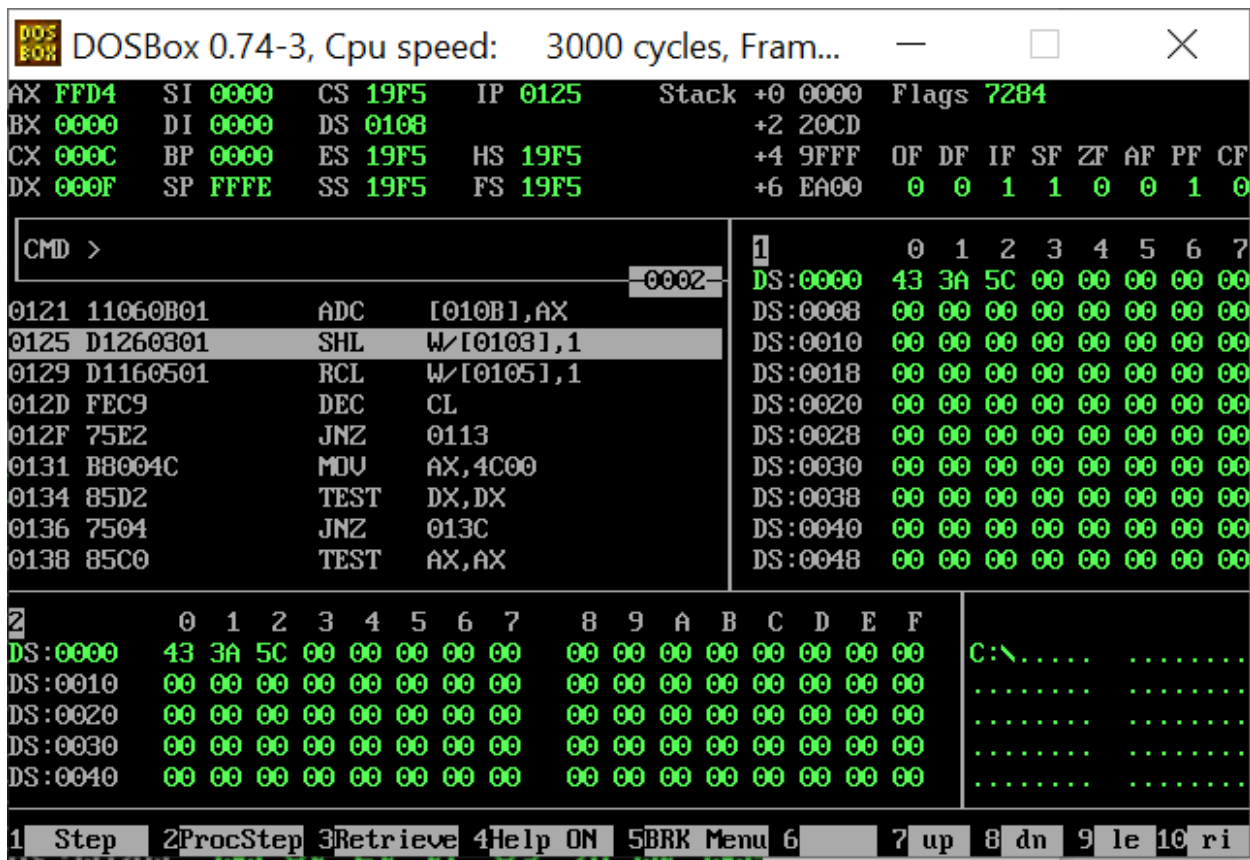 DOS BOX DOSBox 0.74-3, Cpu speed: 3000 cycles, Fram...
AX FFD4 SI 0000 CS 19F5 IP 0125 Stack +0 0000 Flags 7284
BX 0000 DI 0000 DS 0108 +2 20CD
CX 000C BP 0000 ES 19F5 HS 19F5 +4 9FFF OF DF IF SF ZF AF PF CF
DX 000F SP FFFE SS 19F5 FS 19F5 +6 EA00 0 0 1 1 0 0 1 0
CMD >
0002
0121 11060B01 ADC [010B],AX
0125 D1260301 SHL W/[0103],1
0129 D1160501 RCL W/[0105],1
012D FEC9 DEC CL
012F 75E2 JNZ 0113
0131 B8004C MOV AX,4C00
0134 85D2 TEST DX,DX
0136 7504 JNZ 013C
0138 85C0 TEST AX,AX
1 0 1 2 3 4 5 6 7
DS:0000 43 3A 5C 00 00 00 00 00
DS:0008 00 00 00 00 00 00 00 00
DS:0010 00 00 00 00 00 00 00 00
DS:0018 00 00 00 00 00 00 00 00
DS:0020 00 00 00 00 00 00 00 00
DS:0028 00 00 00 00 00 00 00 00
DS:0030 00 00 00 00 00 00 00 00
DS:0038 00 00 00 00 00 00 00 00
DS:0040 00 00 00 00 00 00 00 00
DS:0048 00 00 00 00 00 00 00 00
2 0 1 2 3 4 5 6 7 8 9 A B C D E F
DS:0000 43 3A 5C 00 00 00 00 00 00 00 00 00 00 00 00 00 C:\..... ........
DS:0010 00 00 00 00 00 00 00 00 00 00 00 00 00 00 00 00 ........ ........
DS:0020 00 00 00 00 00 00 00 00 00 00 00 00 00 00 00 00 ........ ........
DS:0030 00 00 00 00 00 00 00 00 00 00 00 00 00 00 00 00 ........ ........
DS:0040 00 00 00 00 00 00 00 00 00 00 00 00 00 00 00 00 ........ ........
1 Step 2ProcStep 3Retrieve 4Help ON 5BRK Menu 6 7 up 8 dn 9 le 10 ri